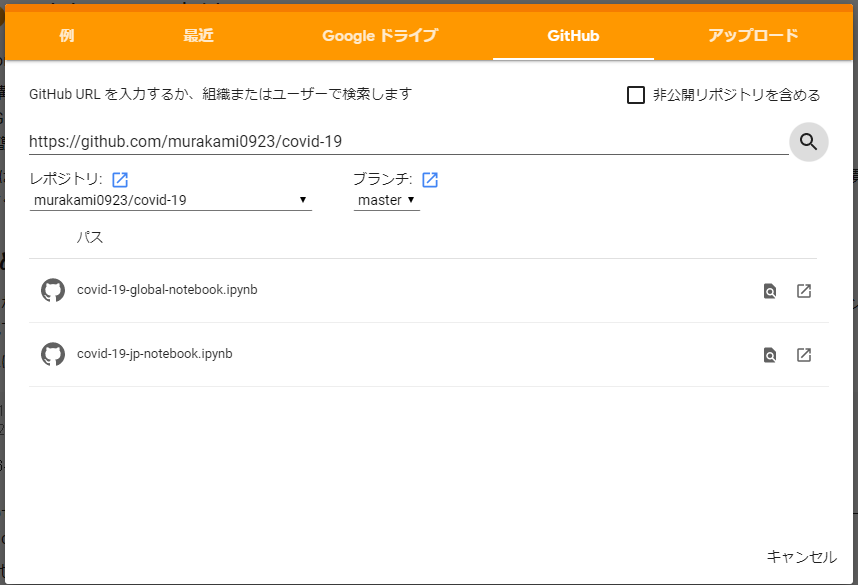 例 最近 Google ドライブ GitHub アップロード
GitHub URL を入力するか、組織またはユーザーで検索します 非公開リポジトリを含める
https://github.com/murakami0923/covid-19
レポジトリ: ブランチ:
murakami0923/covid-19 master
パス
covid-19-global-notebook.ipynb
covid-19-jp-notebook.ipynb
キャンセル